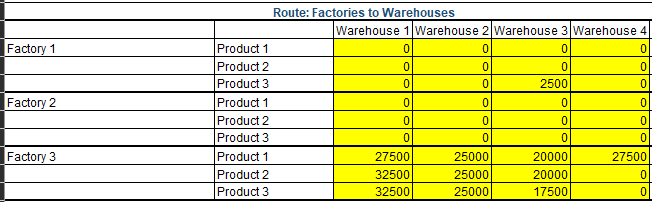 Route: Factories to Warehouses
Warehouse 1 Warehouse 2 Warehouse 3 Warehouse 4
Factory 1 Product 1 0 0 0 0
Product 2 0 0 0 0
Product 3 0 0 2500 0
Factory 2 Product 1 0 0 0 0
Product 2 0 0 0 0
Product 3 0 0 0 0
Factory 3 Product 1 27500 25000 20000 27500
Product 2 32500 25000 20000 0
Product 3 32500 25000 17500 0